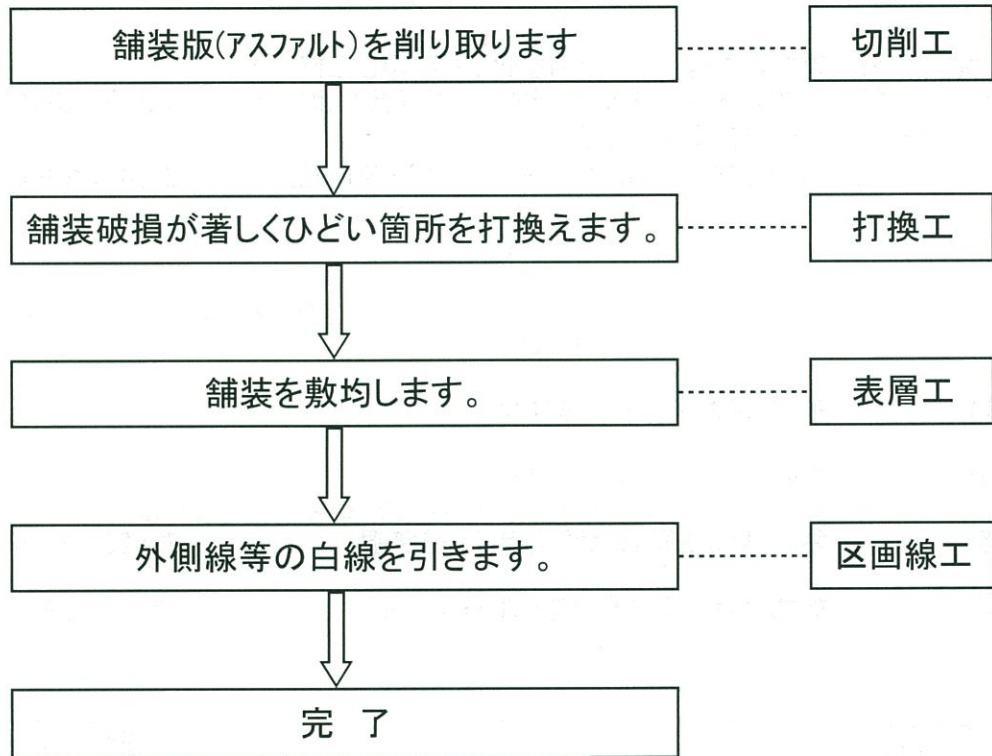 舗装版(アスファルト)を削り取ります
切削工
舗装破損が著しくひどい箇所を打換えます。
打換工
舗装を敷均します。
表層工
外側線等の白線を引きます。
区画線工
完 了